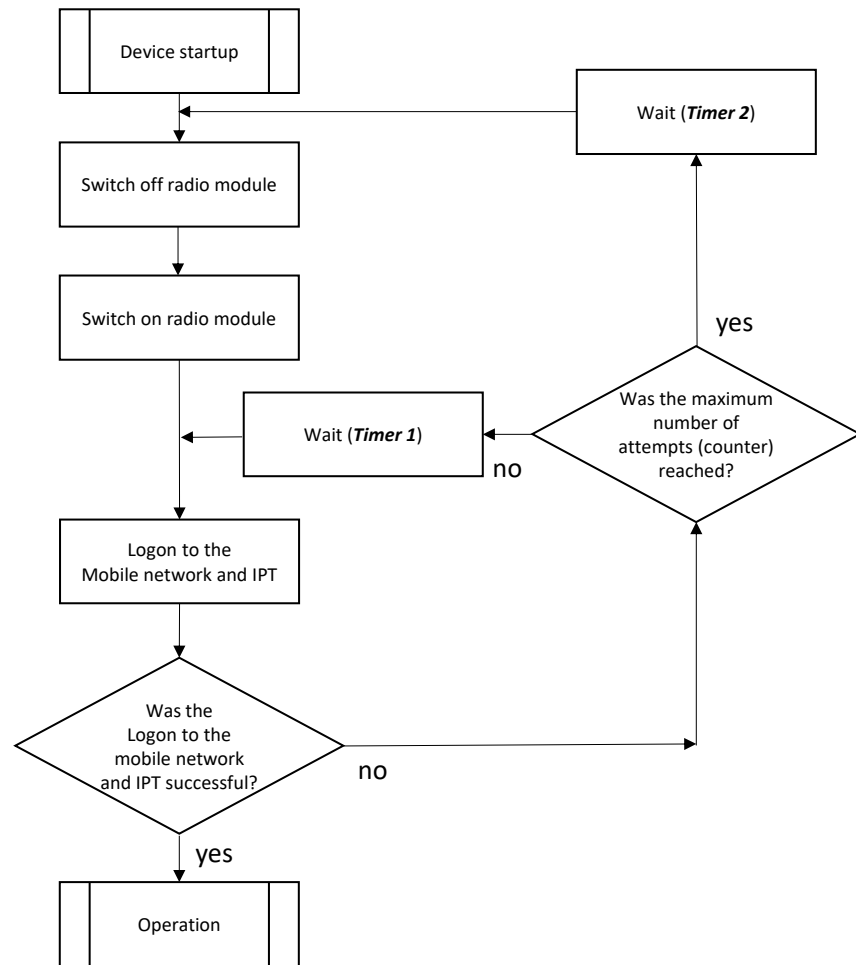 Device startup
Wait (Timer 2)
Switch off radio module
Switch on radio module
yes
Was the maximum
number of
attempts (counter)
reached?
Wait (Timer 1)
no
Logon to the
Mobile network and IPT
Was the
Logon to the
mobile network
and IPT successful?
no
yes
Operation